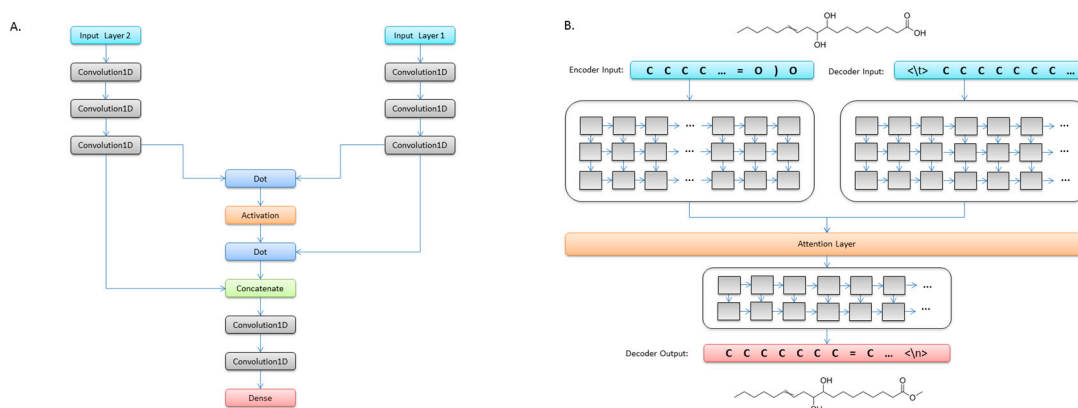 A.
Input Layer 2
Input Layer 1
Convolution1D
Convolution1D
Convolution1D
Convolution1D
Convolution1D
Convolution1D
Dot
Activation
Dot
Concatenate
Convolution1D
Convolution1D
Dense
B.
OH
O
OH
OH
Encoder Input: C C C C ... = O ) O
Decoder Input: <\t> C C C C C C C ...
...
...
...
...
...
...
Attention Layer
...
...
Decoder Output: C C C C C C C = C ... <\n>
OH
O
O
OH